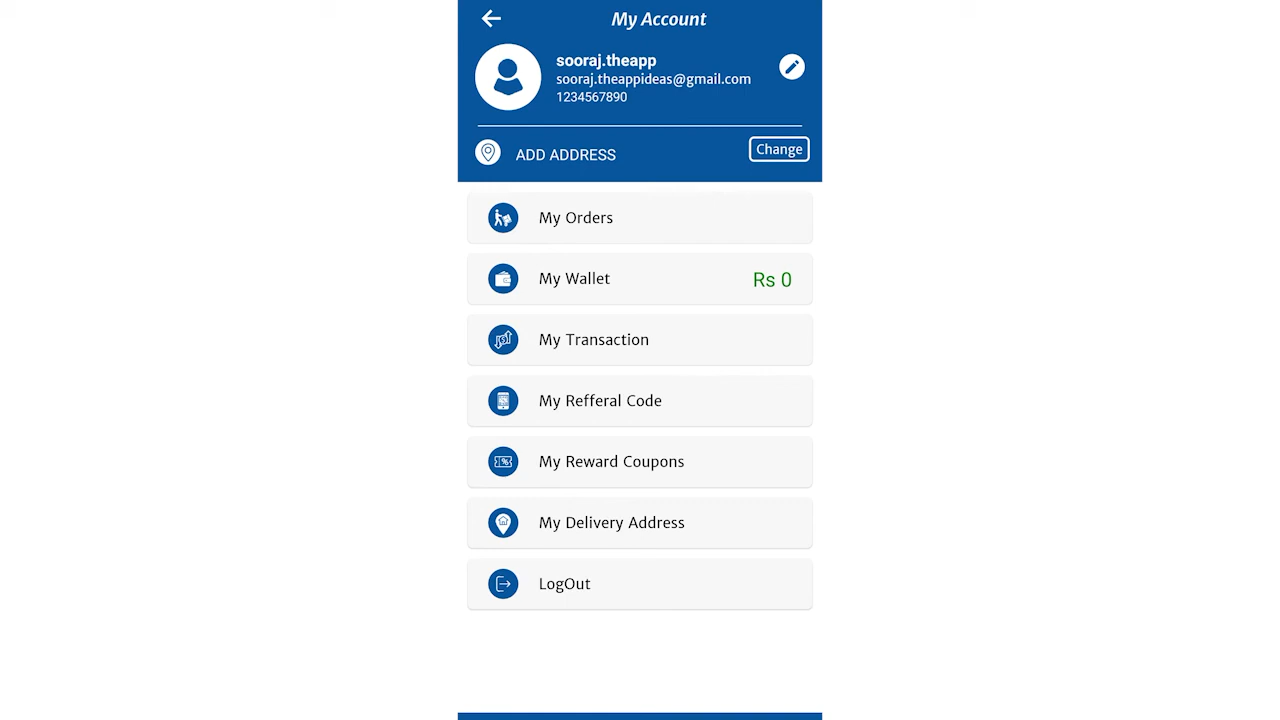 My Account
sooraj.theapp
sooraj.theappideas@gmail.com
1234567890
ADD ADDRESS
Change
My Orders
My Wallet
Rs 0
My Transaction
My Refferal Code
My Reward Coupons
My Delivery Address
LogOut